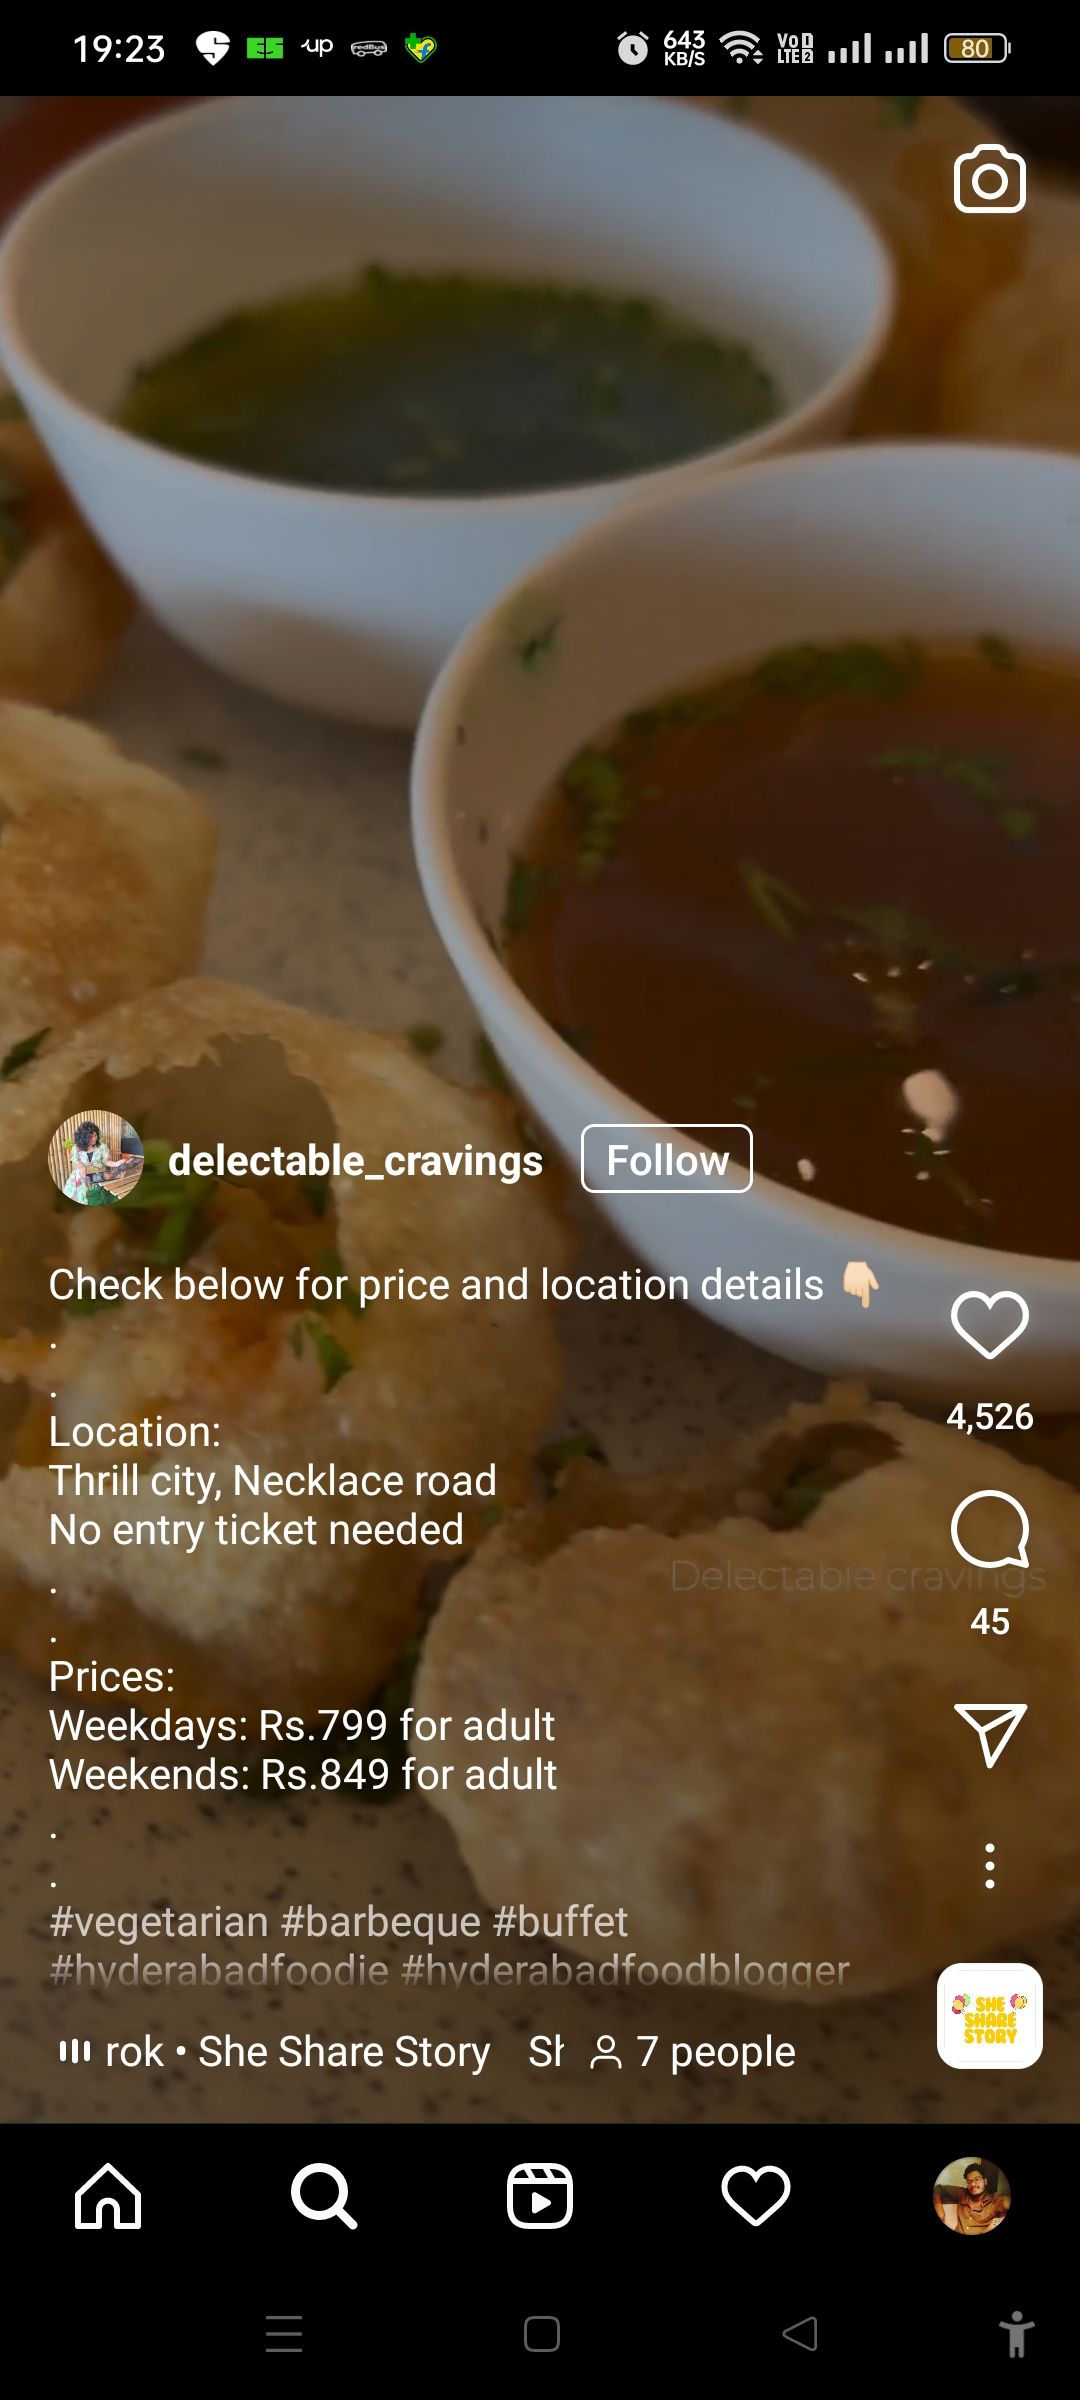 19:23
ES
up
redBus
643 KB/S
VoD LTE 2
80
delectable_cravings
Follow
Check below for price and location details 👇🏻
.
.
Location:
Thrill city, Necklace road
No entry ticket needed
.
.
Prices:
Weekdays: Rs.799 for adult
Weekends: Rs.849 for adult
.
.
#vegetarian #barbeque #buffet
#hyderabadfoodie #hyderabadfoodblogger
4,526
Delectable.cravings
45
SHE
SHARE
STORY
rok • She Share Story Sh 7 people